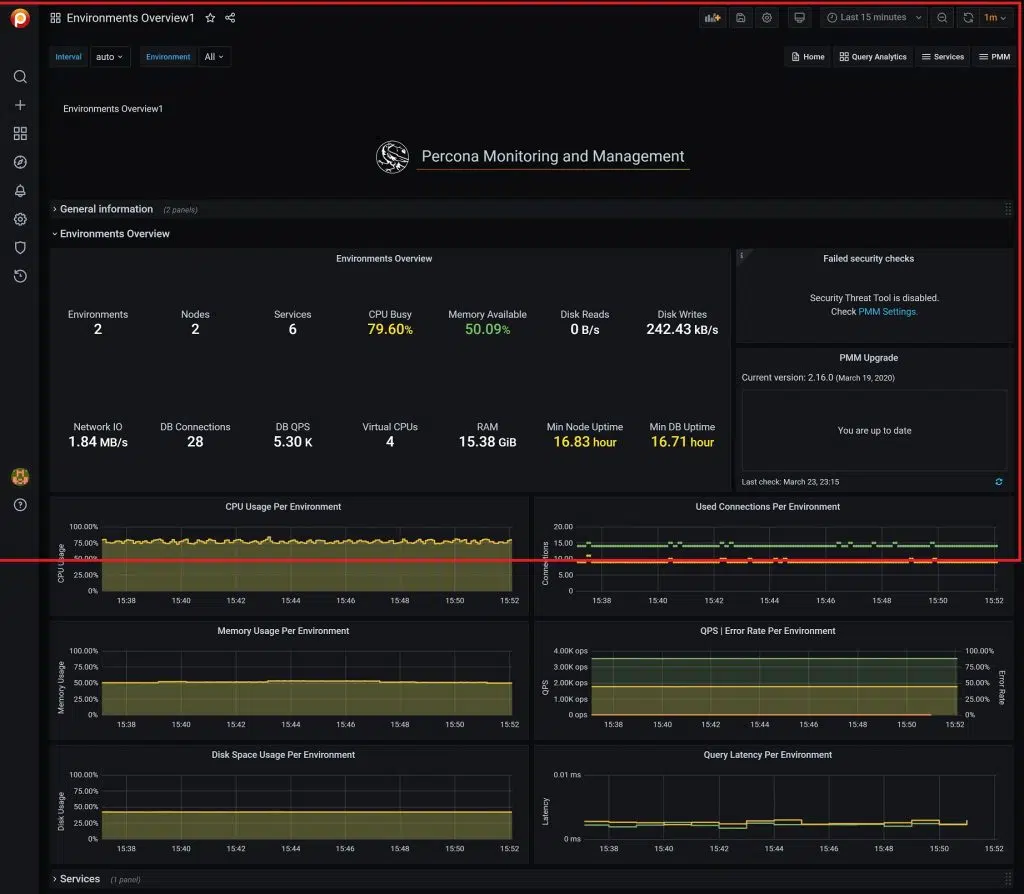 Environments Overview1
Last 15 minutes
1m
Interval
auto
Environment
All
Home
Query Analytics
Services
PMM
Environments Overview1
Percona Monitoring and Management
General information (2 panels)
Environments Overview
Environments Overview
Environments Nodes Services CPU Busy Memory Available Disk Reads Disk Writes
2 2 6 79.60% 50.09% 0 B/s 242.43 kB/s
Network IO DB Connections DB QPS Virtual CPUs RAM Min Node Uptime Min DB Uptime
1.84 MB/s 28 5.30 K 4 15.38 GiB 16.83 hour 16.71 hour
Failed security checks
Security Threat Tool is disabled.
Check PMM Settings.
PMM Upgrade
Current version: 2.16.0 (March 19, 2020)
You are up to date
Last check: March 23, 23:15
CPU Usage Per Environment
CPU Usage
100.00%
75.00%
50.00%
25.00%
0%
15:38 15:40 15:42 15:44 15:46 15:48 15:50 15:52
Used Connections Per Environment
Connections
20.00
15.00
10.00
5.00
0
15:38 15:40 15:42 15:44 15:46 15:48 15:50 15:52
Memory Usage Per Environment
Memory Usage
100.00%
75.00%
50.00%
25.00%
0%
15:38 15:40 15:42 15:44 15:46 15:48 15:50 15:52
QPS | Error Rate Per Environment
QPS
4.00K ops
3.00K ops
2.00K ops
1.00K ops
0 ops
100.00%
75.00%
50.00%
25.00%
0%
Error Rate
15:38 15:40 15:42 15:44 15:46 15:48 15:50 15:52
Disk Space Usage Per Environment
Disk Usage
100.00%
75.00%
50.00%
25.00%
0%
15:38 15:40 15:42 15:44 15:46 15:48 15:50 15:52
Query Latency Per Environment
Latency
0.01 ms
0 ms
15:38 15:40 15:42 15:44 15:46 15:48 15:50 15:52
Services (1 panel)